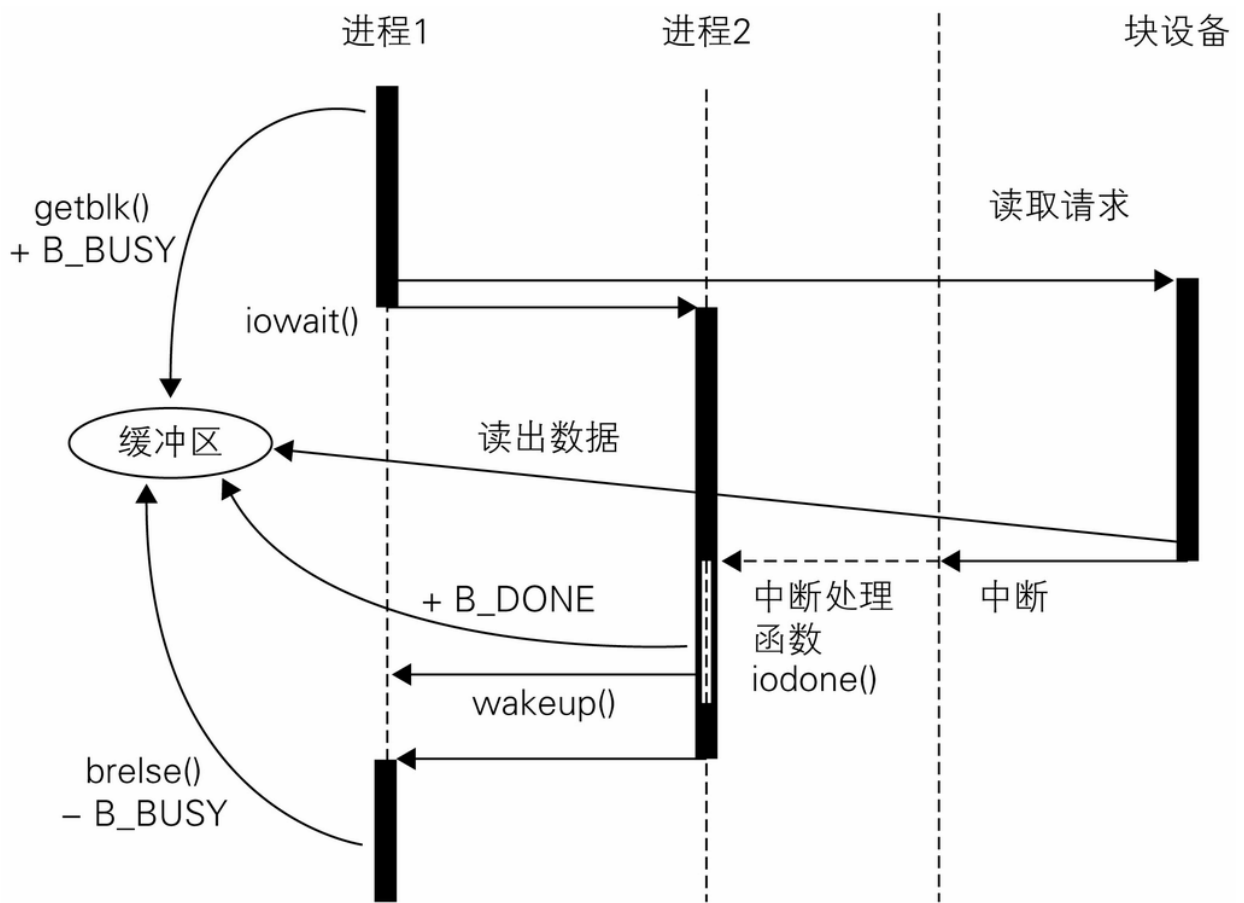 进程1
进程2
块设备
getblk()
+ B_BUSY
读取请求
iowait()
缓冲区
读出数据
+ B_DONE
中断处理
函数
iodone()
中断
wakeup()
brelse()
– B_BUSY